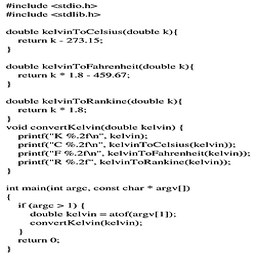 #include <stdio.h>
#include <stdlib.h>

double kelvinToCelsius(double k){
    return k - 273.15;
}

double kelvinToFahrenheit(double k){
    return k * 1.8 - 459.67;
}

double kelvinToRankine(double k){
    return k * 1.8;
}
void convertKelvin(double kelvin) {
    printf("K %.2f\n", kelvin);
    printf("C %.2f\n", kelvinToCelsius(kelvin));
    printf("F %.2f\n", kelvinToFahrenheit(kelvin));
    printf("R %.2f", kelvinToRankine(kelvin));
}

int main(int argc, const char * argv[])
{
    if (argc > 1) {
        double kelvin = atof(argv[1]);
        convertKelvin(kelvin);
    }
    return 0;
}